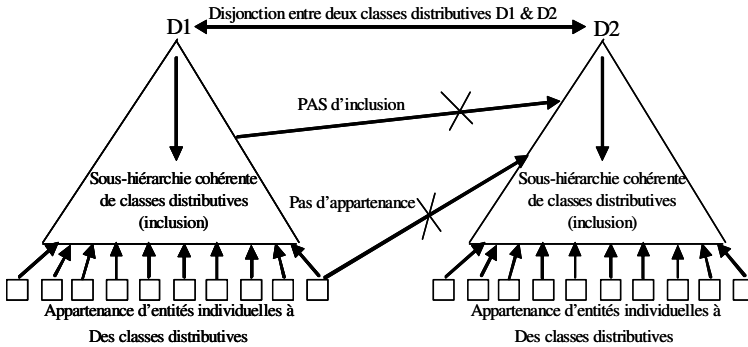 Disjonction entre deux classes distributives D1 & D2
D1
D2
PAS d'inclusion
Sous-hiérarchie cohérente
de classes distributives
(inclusion)
Pas d'appartenance
Sous-hiérarchie cohérente
de classes distributives
(inclusion)
Appartenance d'entités individuelles à
Des classes distributives
Appartenance d'entités individuelles à
Des classes distributives